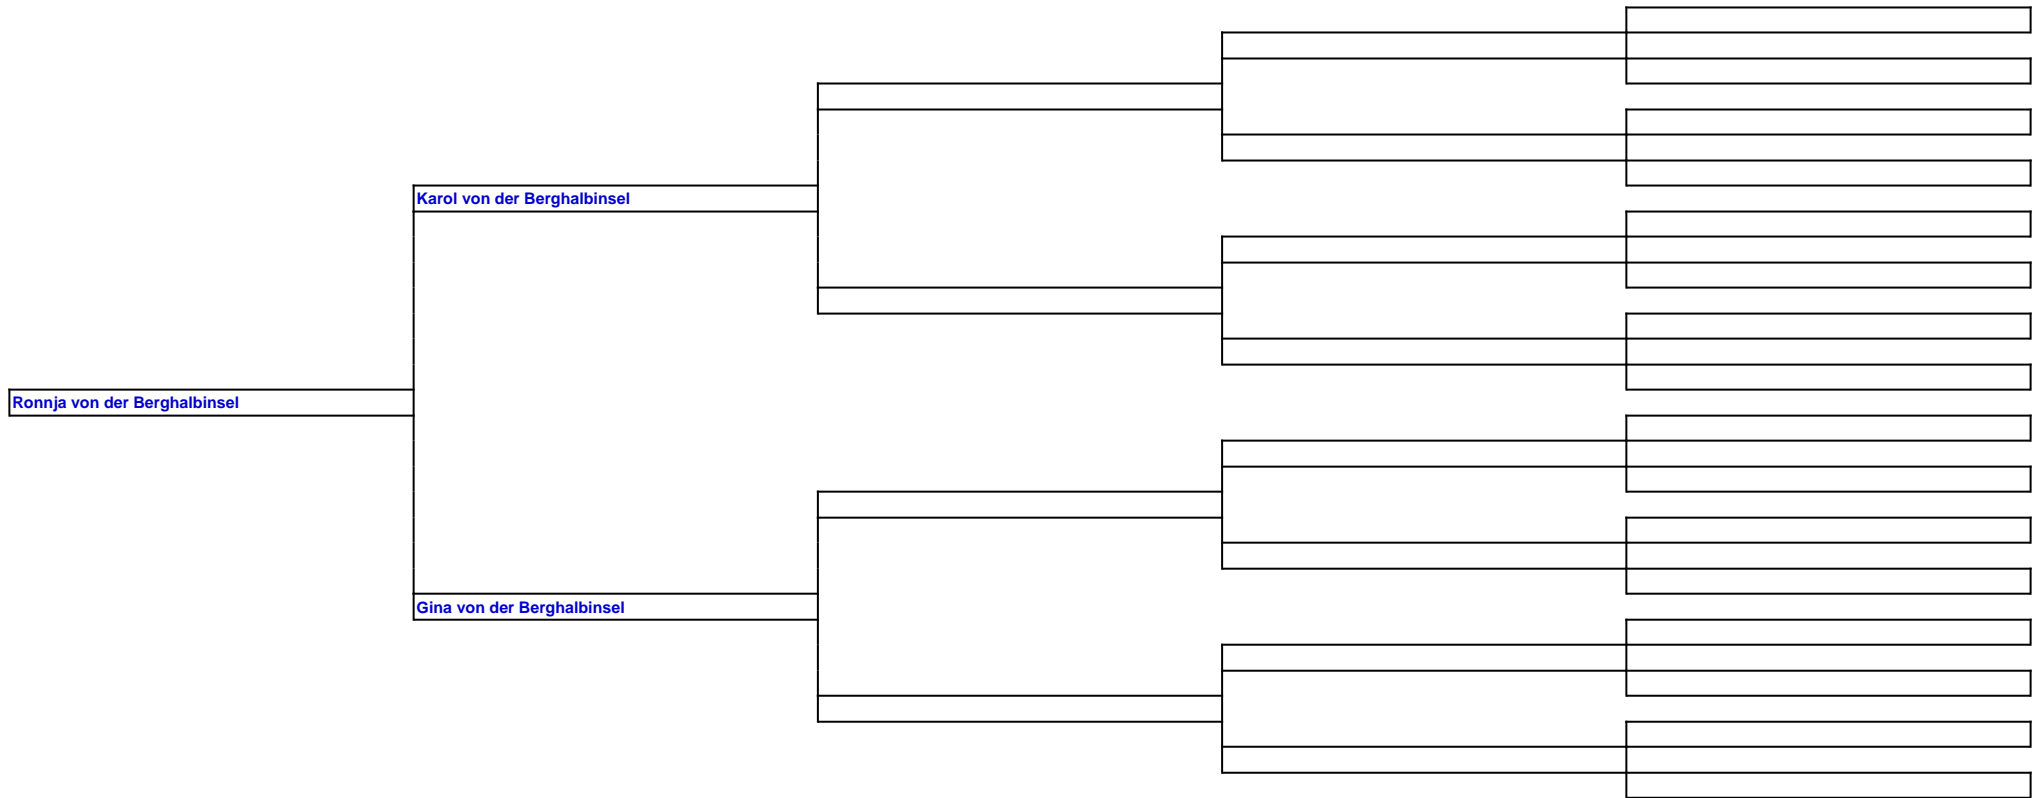 Karol von der Berghalbinsel
Ronnja von der Berghalbinsel
Gina von der Berghalbinsel